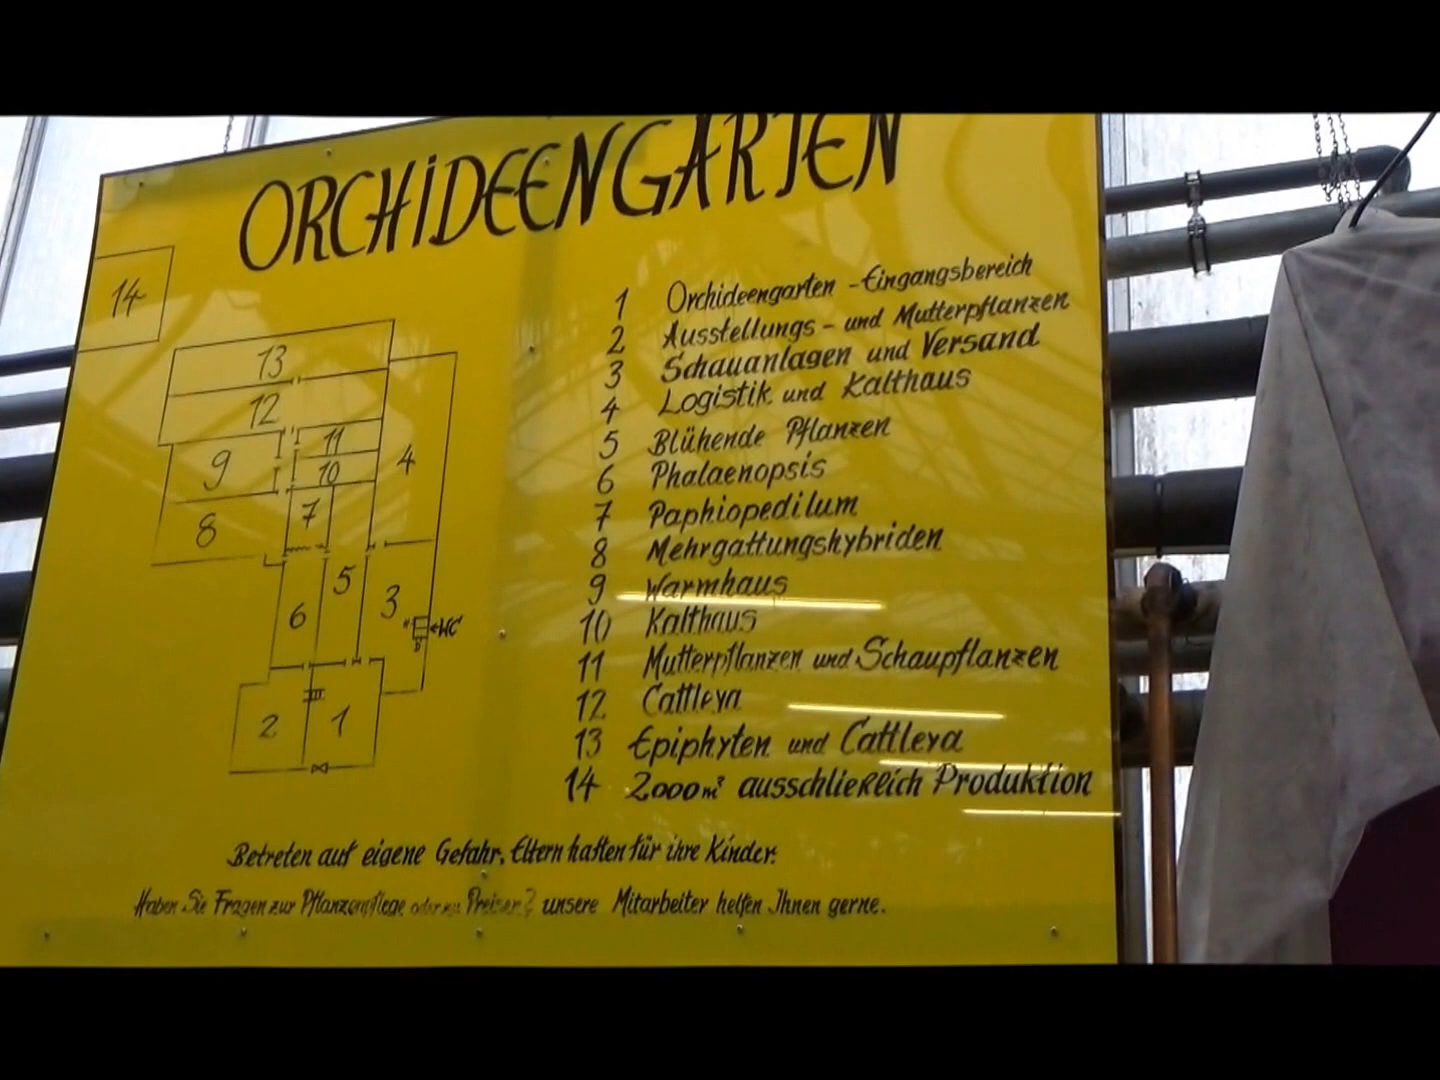 ORCHIDEENGARTEN
14
13
12
11
10
9
8
7
6
5
4
3
2
1
WC
1 Orchideengarten - Eingangsbereich
2 Ausstellungs- und Mutterpflanzen
3 Schauanlagen und Versand
4 Logistik und Kalthaus
5 Blühende Pflanzen
6 Phalaenopsis
7 Paphiopedilum
8 Mehrgattungshybriden
9 Warmhaus
10 Kalthaus
11 Mutterpflanzen und Schaupflanzen
12 Cattleya
13 Epiphyten und Cattleya
14 2000m² ausschließlich Produktion
Betreten auf eigene Gefahr, Eltern haften für ihre Kinder.
Haben Sie Fragen zur Pflanzenpflege oder zu Preisen? unsere Mitarbeiter helfen Ihnen gerne.